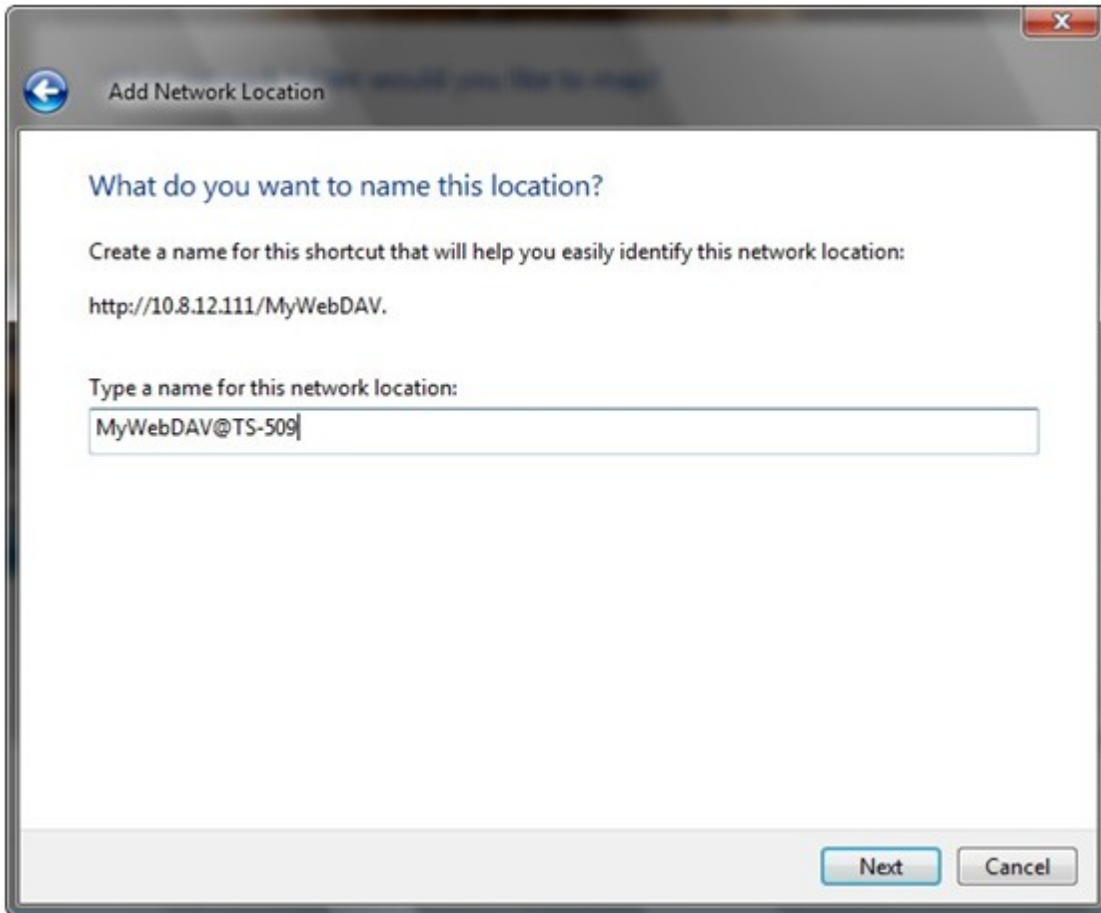 Add Network Location
What do you want to name this location?
Create a name for this shortcut that will help you easily identify this network location:
http://10.8.12.111/MyWebDAV.
Type a name for this network location:
MyWebDAV@TS-509
Next
Cancel